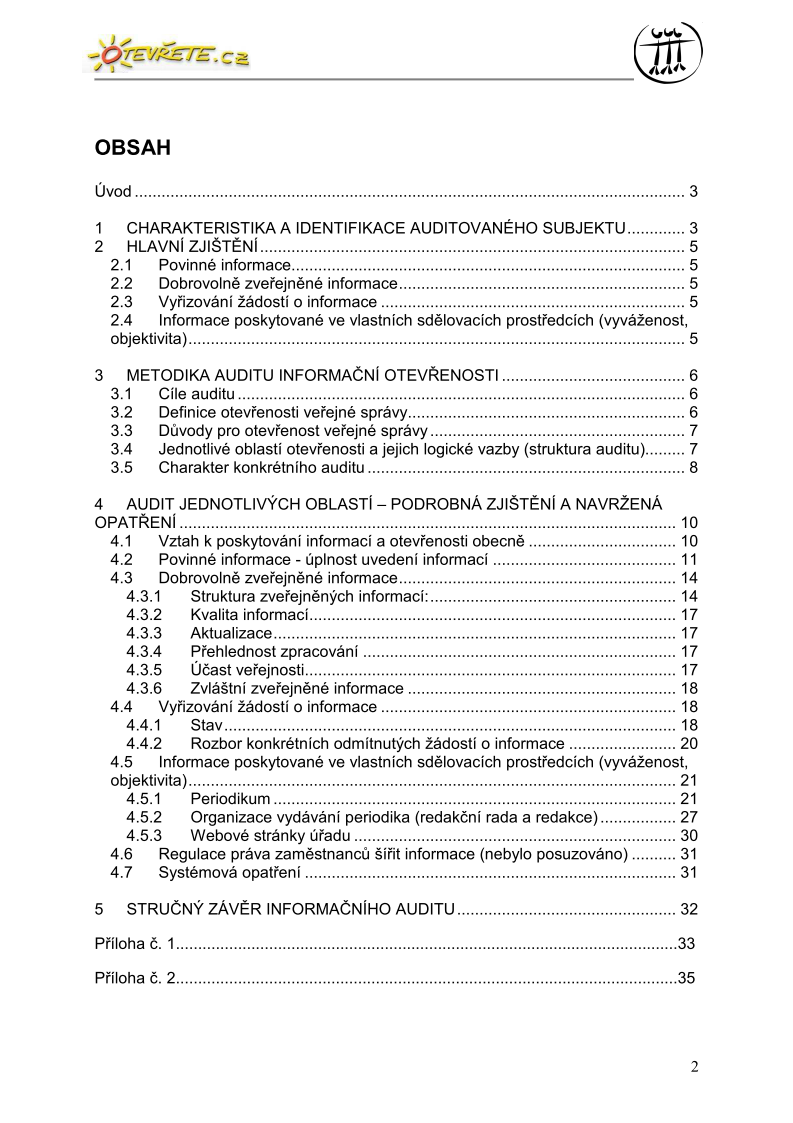 OTEVŘETE.CZ
OBSAH
Úvod ............................................................................................................................ 3
1 CHARAKTERISTIKA A IDENTIFIKACE AUDITOVANÉHO SUBJEKTU............. 3
2 HLAVNÍ ZJIŠTĚNÍ................................................................................................ 5
2.1 Povinné informace......................................................................................... 5
2.2 Dobrovolně zveřejněné informace................................................................. 5
2.3 Vyřizování žádostí o informace ..................................................................... 5
2.4 Informace poskytované ve vlastních sdělovacích prostředcích (vyváženost,
objektivita)................................................................................................................ 5
3 METODIKA AUDITU INFORMAČNÍ OTEVŘENOSTI ......................................... 6
3.1 Cíle auditu ..................................................................................................... 6
3.2 Definice otevřenosti veřejné správy............................................................... 6
3.3 Důvody pro otevřenost veřejné správy .......................................................... 7
3.4 Jednotlivé oblastí otevřenosti a jejich logické vazby (struktura auditu)......... 7
3.5 Charakter konkrétního auditu ........................................................................ 8
4 AUDIT JEDNOTLIVÝCH OBLASTÍ – PODROBNÁ ZJIŠTĚNÍ A NAVRŽENÁ
OPATŘENÍ ................................................................................................................ 10
4.1 Vztah k poskytování informací a otevřenosti obecně ................................. 10
4.2 Povinné informace - úplnost uvedení informací ......................................... 11
4.3 Dobrovolně zveřejněné informace.............................................................. 14
4.3.1 Struktura zveřejněných informací:....................................................... 14
4.3.2 Kvalita informací.................................................................................. 17
4.3.3 Aktualizace.......................................................................................... 17
4.3.4 Přehlednost zpracování ...................................................................... 17
4.3.5 Účast veřejnosti................................................................................... 17
4.3.6 Zvláštní zveřejněné informace ............................................................ 18
4.4 Vyřizování žádostí o informace .................................................................. 18
4.4.1 Stav..................................................................................................... 18
4.4.2 Rozbor konkrétních odmítnutých žádostí o informace ........................ 20
4.5 Informace poskytované ve vlastních sdělovacích prostředcích (vyváženost,
objektivita).............................................................................................................. 21
4.5.1 Periodikum .......................................................................................... 21
4.5.2 Organizace vydávání periodika (redakční rada a redakce) ................. 27
4.5.3 Webové stránky úřadu ........................................................................ 30
4.6 Regulace práva zaměstnanců šířit informace (nebylo posuzováno) .......... 31
4.7 Systémová opatření .................................................................................... 31
5 STRUČNÝ ZÁVĚR INFORMAČNÍHO AUDITU................................................. 32
Příloha č. 1.................................................................................................................33
Příloha č. 2.................................................................................................................35
2